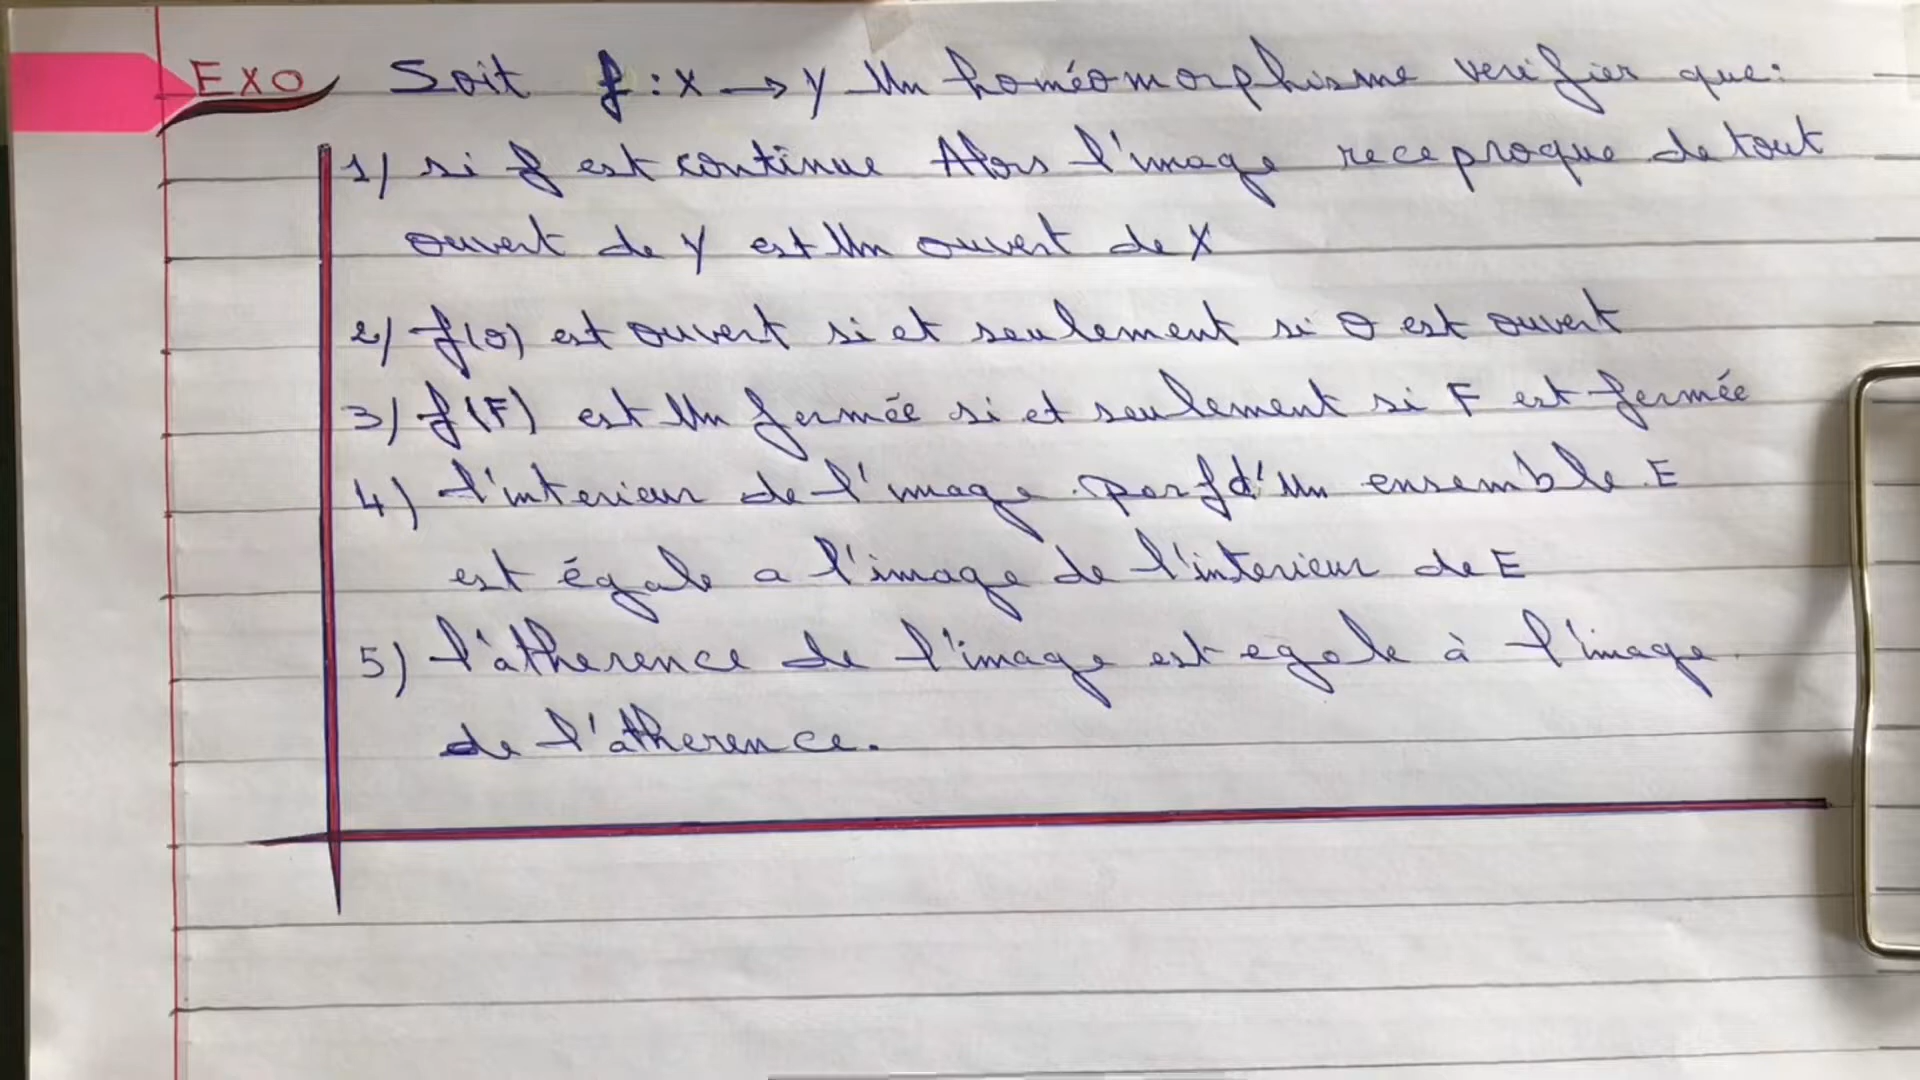 Exo Soit f : X → Y Un homéomorphisme verifier que:
1) si f est continue Alors l'image receproque de tout
ouvert de Y est Un ouvert de X
2) f(O) est ouvert si et seulement si O est ouvert
3) f(F) est Un fermée si et seulement si F est fermée
4) l'interieur de l'image par f d'Un ensemble E
est égale a l'image de l'interieur de E
5) l'atherence de l'image est egale à l'image
de l'atherence.